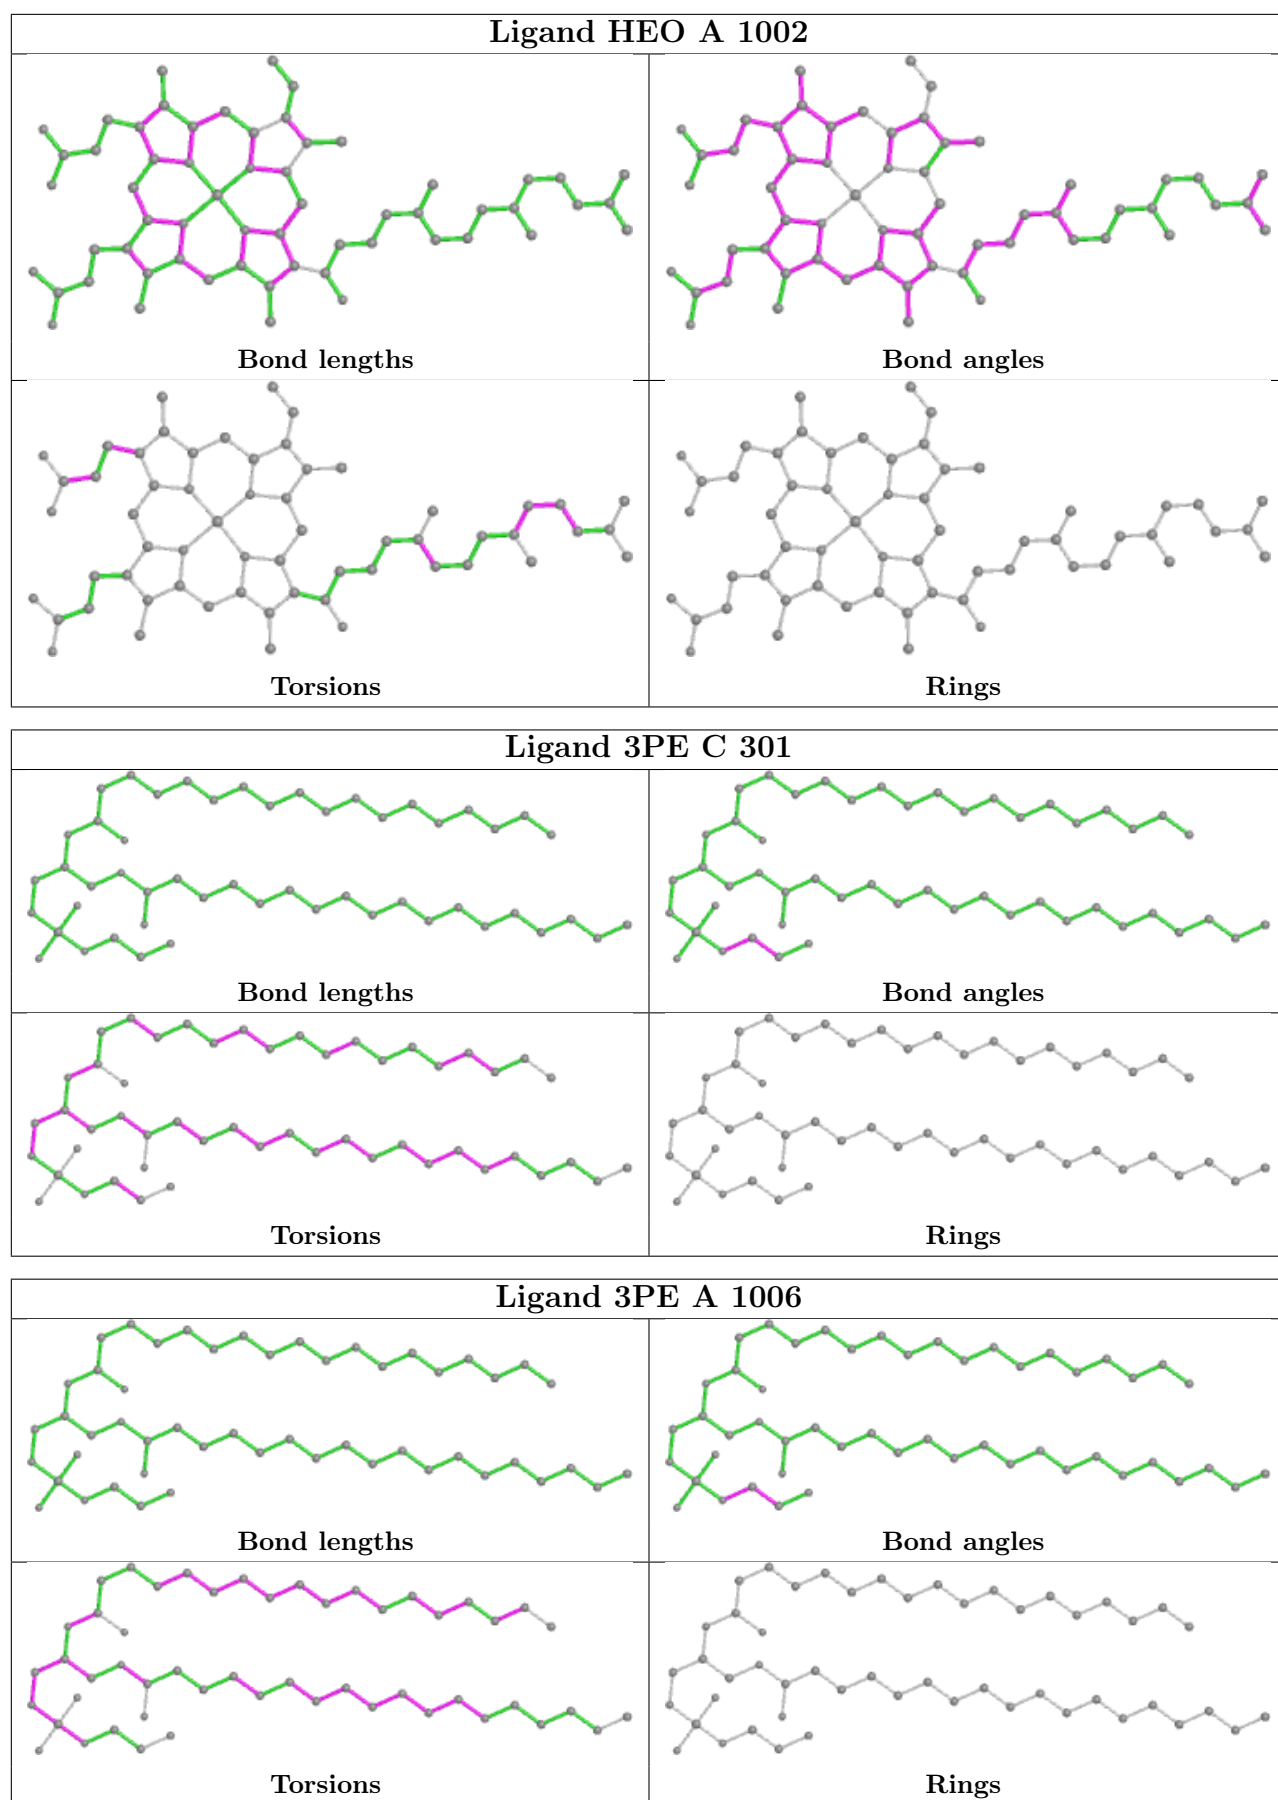 Ligand HEO A 1002
Bond lengths
Bond angles
Torsions
Rings
Ligand 3PE C 301
Bond lengths
Bond angles
Torsions
Rings
Ligand 3PE A 1006
Bond lengths
Bond angles
Torsions
Rings